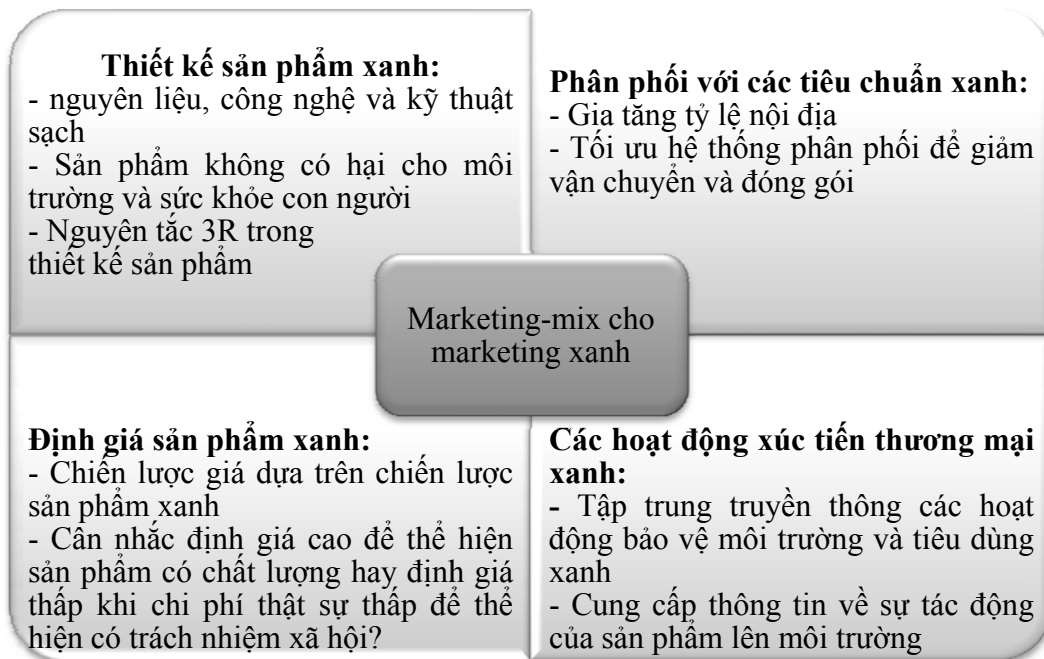 Thiết kế sản phẩm xanh:
- nguyên liệu, công nghệ và kỹ thuật
sạch
- Sản phẩm không có hại cho môi
trường và sức khỏe con người
- Nguyên tắc 3R trong
thiết kế sản phẩm
Phân phối với các tiêu chuẩn xanh:
- Gia tăng tỷ lệ nội địa
- Tối ưu hệ thống phân phối để giảm
vận chuyển và đóng gói
Marketing-mix cho
marketing xanh
Định giá sản phẩm xanh:
- Chiến lược giá dựa trên chiến lược
sản phẩm xanh
- Cân nhắc định giá cao để thể hiện
sản phẩm có chất lượng hay định giá
thấp khi chi phí thật sự thấp để thể
hiện có trách nhiệm xã hội?
Các hoạt động xúc tiến thương mại
xanh:
- Tập trung truyền thông các hoạt
động bảo vệ môi trường và tiêu dùng
xanh
- Cung cấp thông tin về sự tác động
của sản phẩm lên môi trường